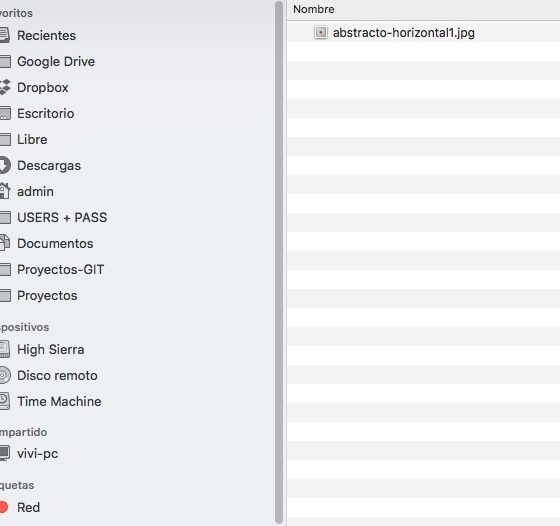 voritos
Recientes
Google Drive
Dropbox
Escritorio
Libre
Descargas
admin
USERS + PASS
Documentos
Proyectos-GIT
Proyectos
spositivos
High Sierra
Disco remoto
Time Machine
mpartido
vivi-pc
quetas
Red
Nombre
abstracto-horizontal1.jpg